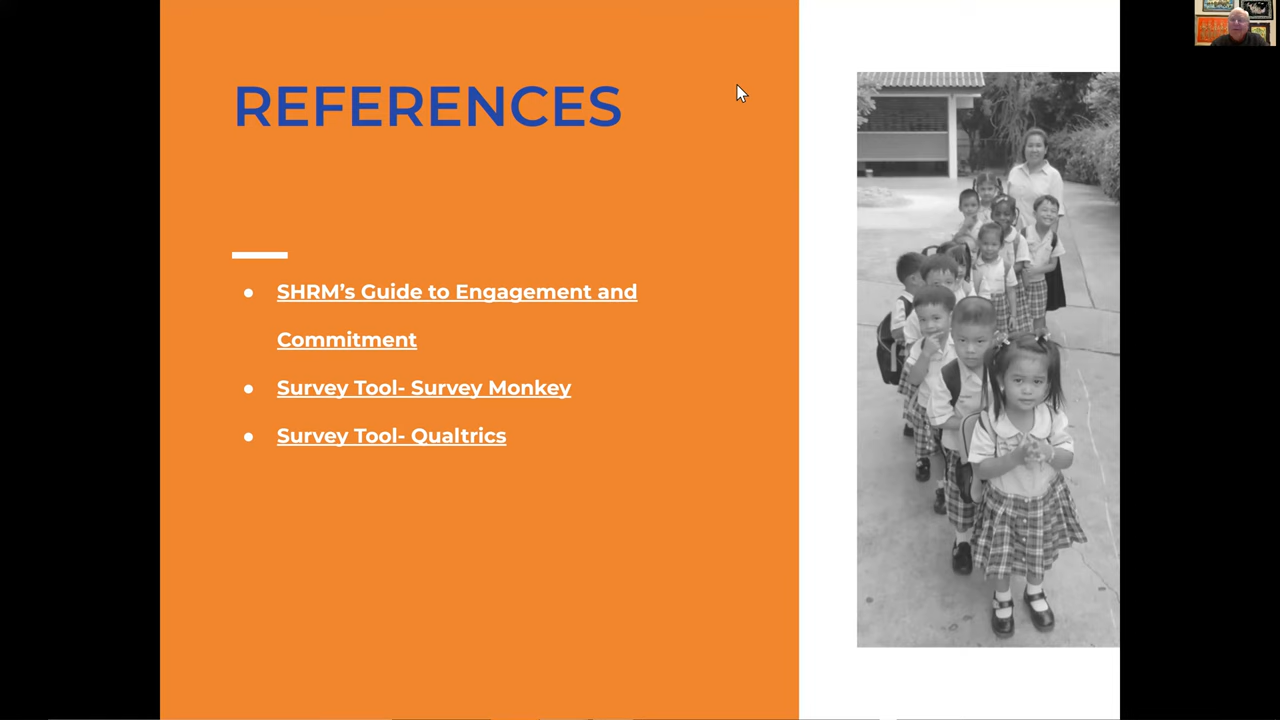 REFERENCES
SHRM’s Guide to Engagement and
Commitment
Survey Tool- Survey Monkey
Survey Tool- Qualtrics